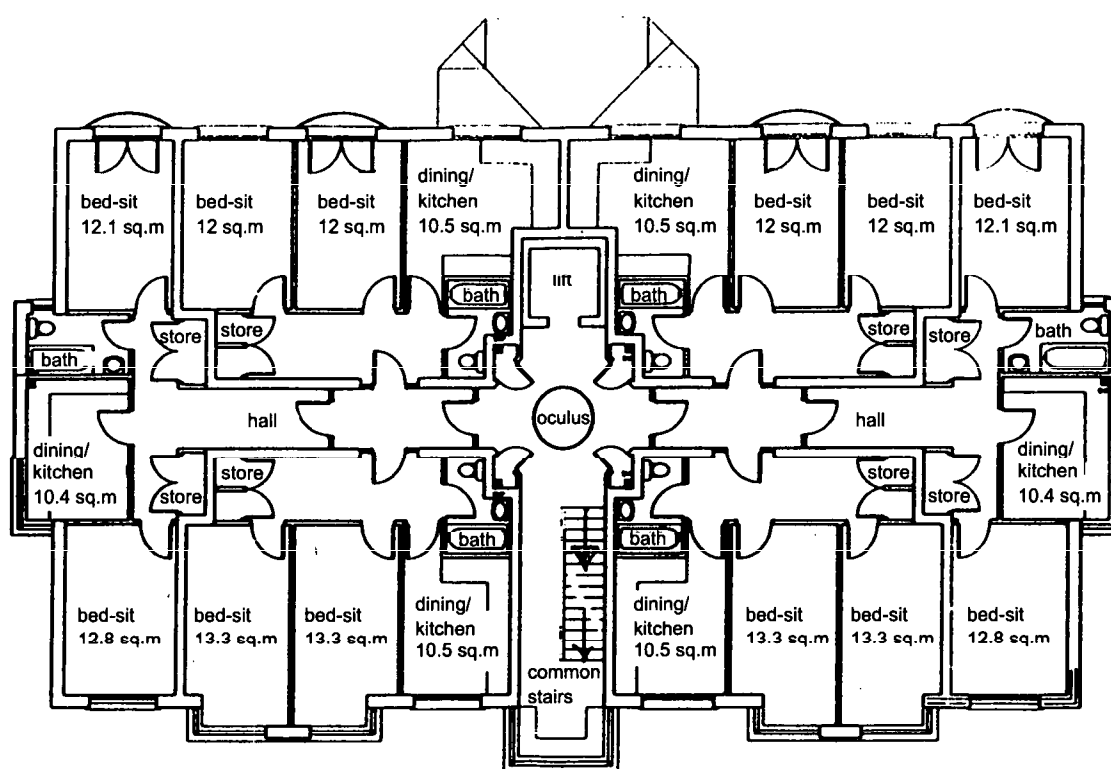 bed-sit
12.1 sq.m
bed-sit
12 sq.m
bed-sit
12 sq.m
dining/
kitchen
10.5 sq.m
dining/
kitchen
10.5 sq.m
bed-sit
12 sq.m
bed-sit
12 sq.m
bed-sit
12.1 sq.m
lift
bath
bath
store
store
store
store
bath
bath
hall
oculus
hall
dining/
kitchen
10.4 sq.m
dining/
kitchen
10.4 sq.m
store
store
store
store
bath
bath
bed-sit
12.8 sq.m
bed-sit
13.3 sq.m
bed-sit
13.3 sq.m
dining/
kitchen
10.5 sq.m
dining/
kitchen
10.5 sq.m
bed-sit
13.3 sq.m
bed-sit
13.3 sq.m
bed-sit
12.8 sq.m
common
stairs